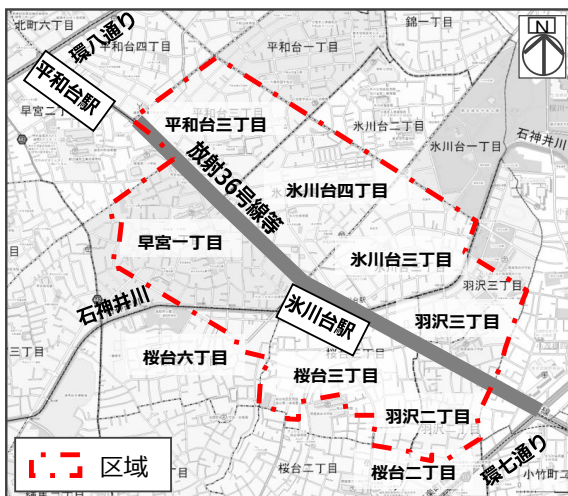 北町六丁目
環八通り
平和台四丁目
平和台一丁目
錦一丁目
N
平和台駅
早宮二
平和台三丁目
氷川台二丁目
氷川台一丁目
石神井川
放射36号線等
氷川台四丁目
早宮一丁目
氷川台三丁目
羽沢三丁目
石神井川
氷川台駅
羽沢三丁目
三丁目
桜台六丁目
桜台三丁目
羽沢二丁目
桜台二丁目
桜台二丁目
環七通り
小竹町二
区域